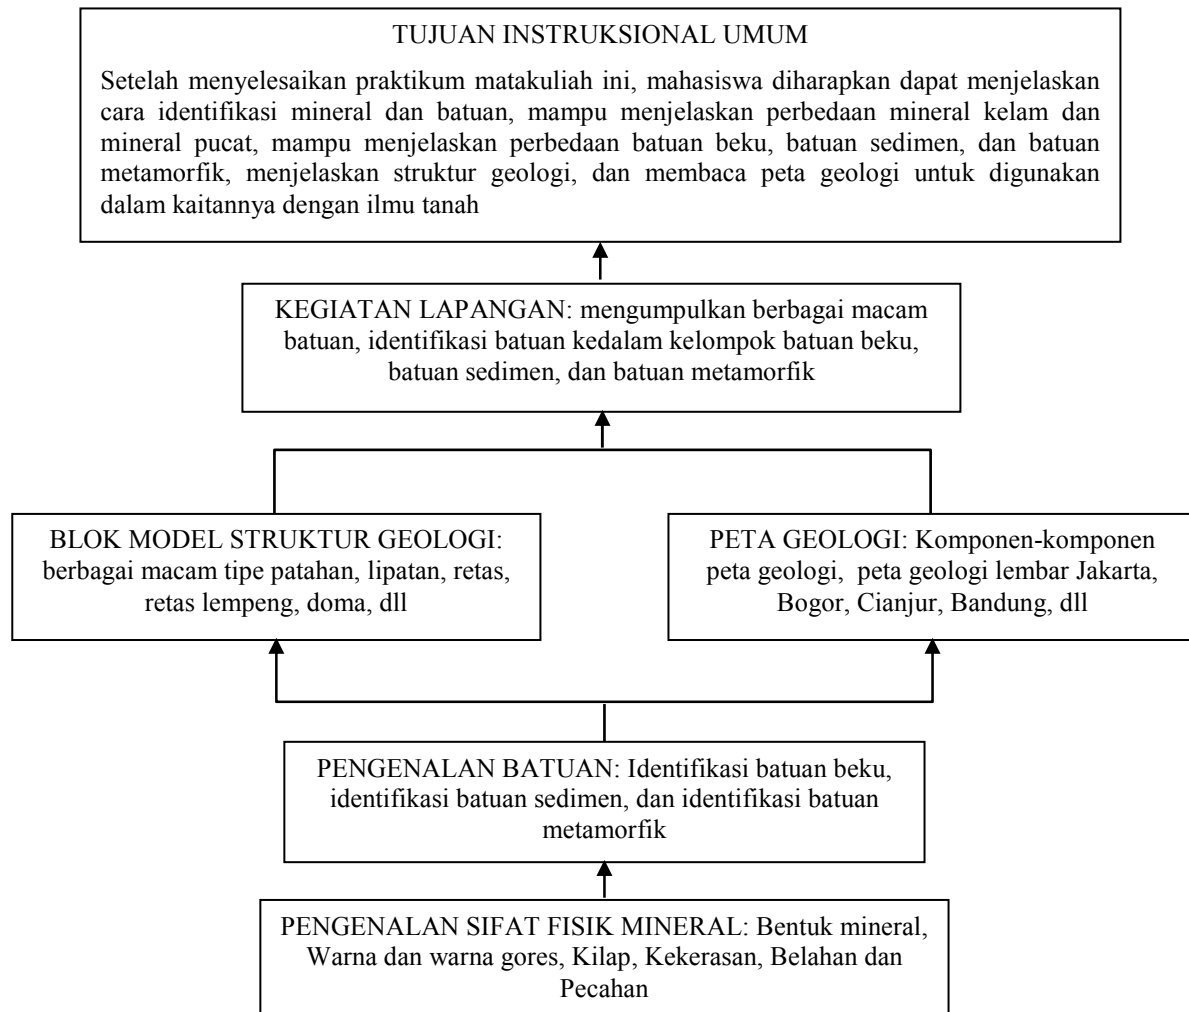 TUJUAN INSTRUKSIONAL UMUM
Setelah menyelesaikan praktikum matakuliah ini, mahasiswa diharapkan dapat menjelaskan
cara identifikasi mineral dan batuan, mampu menjelaskan perbedaan mineral kelam dan
mineral pucat, mampu menjelaskan perbedaan batuan beku, batuan sedimen, dan batuan
metamorfik, menjelaskan struktur geologi, dan membaca peta geologi untuk digunakan
dalam kaitannya dengan ilmu tanah
KEGIATAN LAPANGAN: mengumpulkan berbagai macam
batuan, identifikasi batuan kedalam kelompok batuan beku,
batuan sedimen, dan batuan metamorfik
BLOK MODEL STRUKTUR GEOLOGI:
berbagai macam tipe patahan, lipatan, retas,
retas lempeng, doma, dll
PETA GEOLOGI: Komponen-komponen
peta geologi, peta geologi lembar Jakarta,
Bogor, Cianjur, Bandung, dll
PENGENALAN BATUAN: Identifikasi batuan beku,
identifikasi batuan sedimen, dan identifikasi batuan
metamorfik
PENGENALAN SIFAT FISIK MINERAL: Bentuk mineral,
Warna dan warna gores, Kilap, Kekerasan, Belahan dan
Pecahan